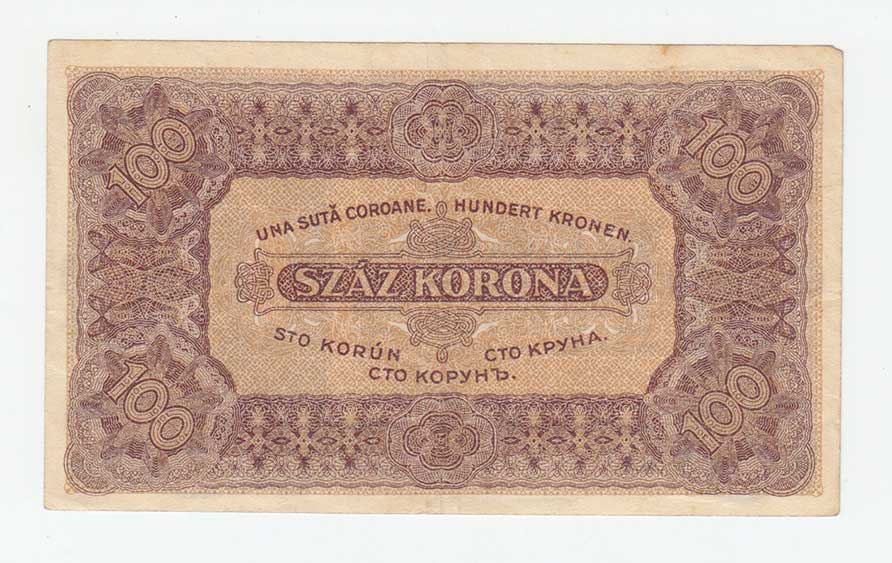 100 100
UNA SUTĂ COROANE. HUNDERT KRONEN.
SZÁZ KORONA
STO KORÚN СТО КРУНА.
СТО КОРУНЪ.
100 100